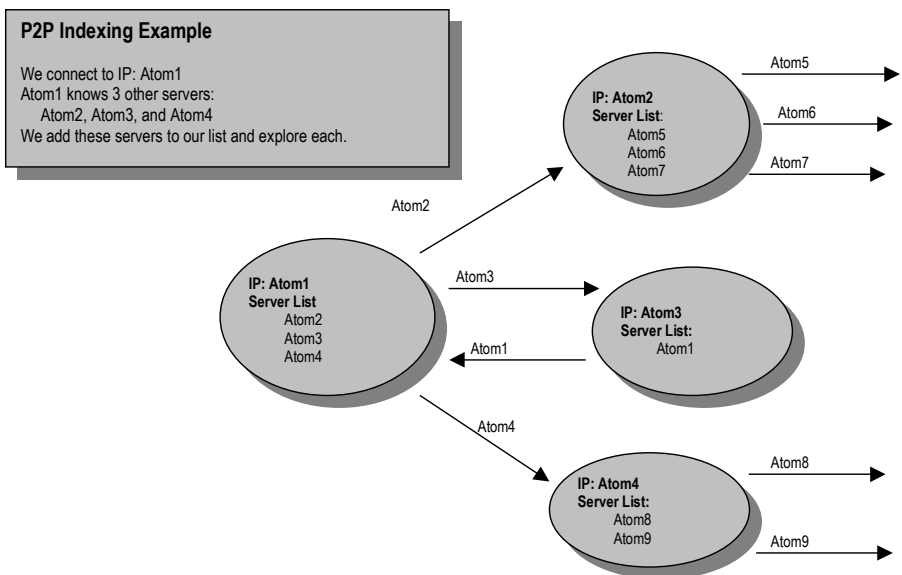 P2P Indexing Example
We connect to IP: Atom1
Atom1 knows 3 other servers:
Atom2, Atom3, and Atom4
We add these servers to our list and explore each.
Atom2
IP: Atom1
Server List
Atom2
Atom3
Atom4
Atom3
Atom1
Atom4
IP: Atom2
Server List:
Atom5
Atom6
Atom7
Atom5
Atom6
Atom7
IP: Atom3
Server List:
Atom1
IP: Atom4
Server List:
Atom8
Atom9
Atom8
Atom9